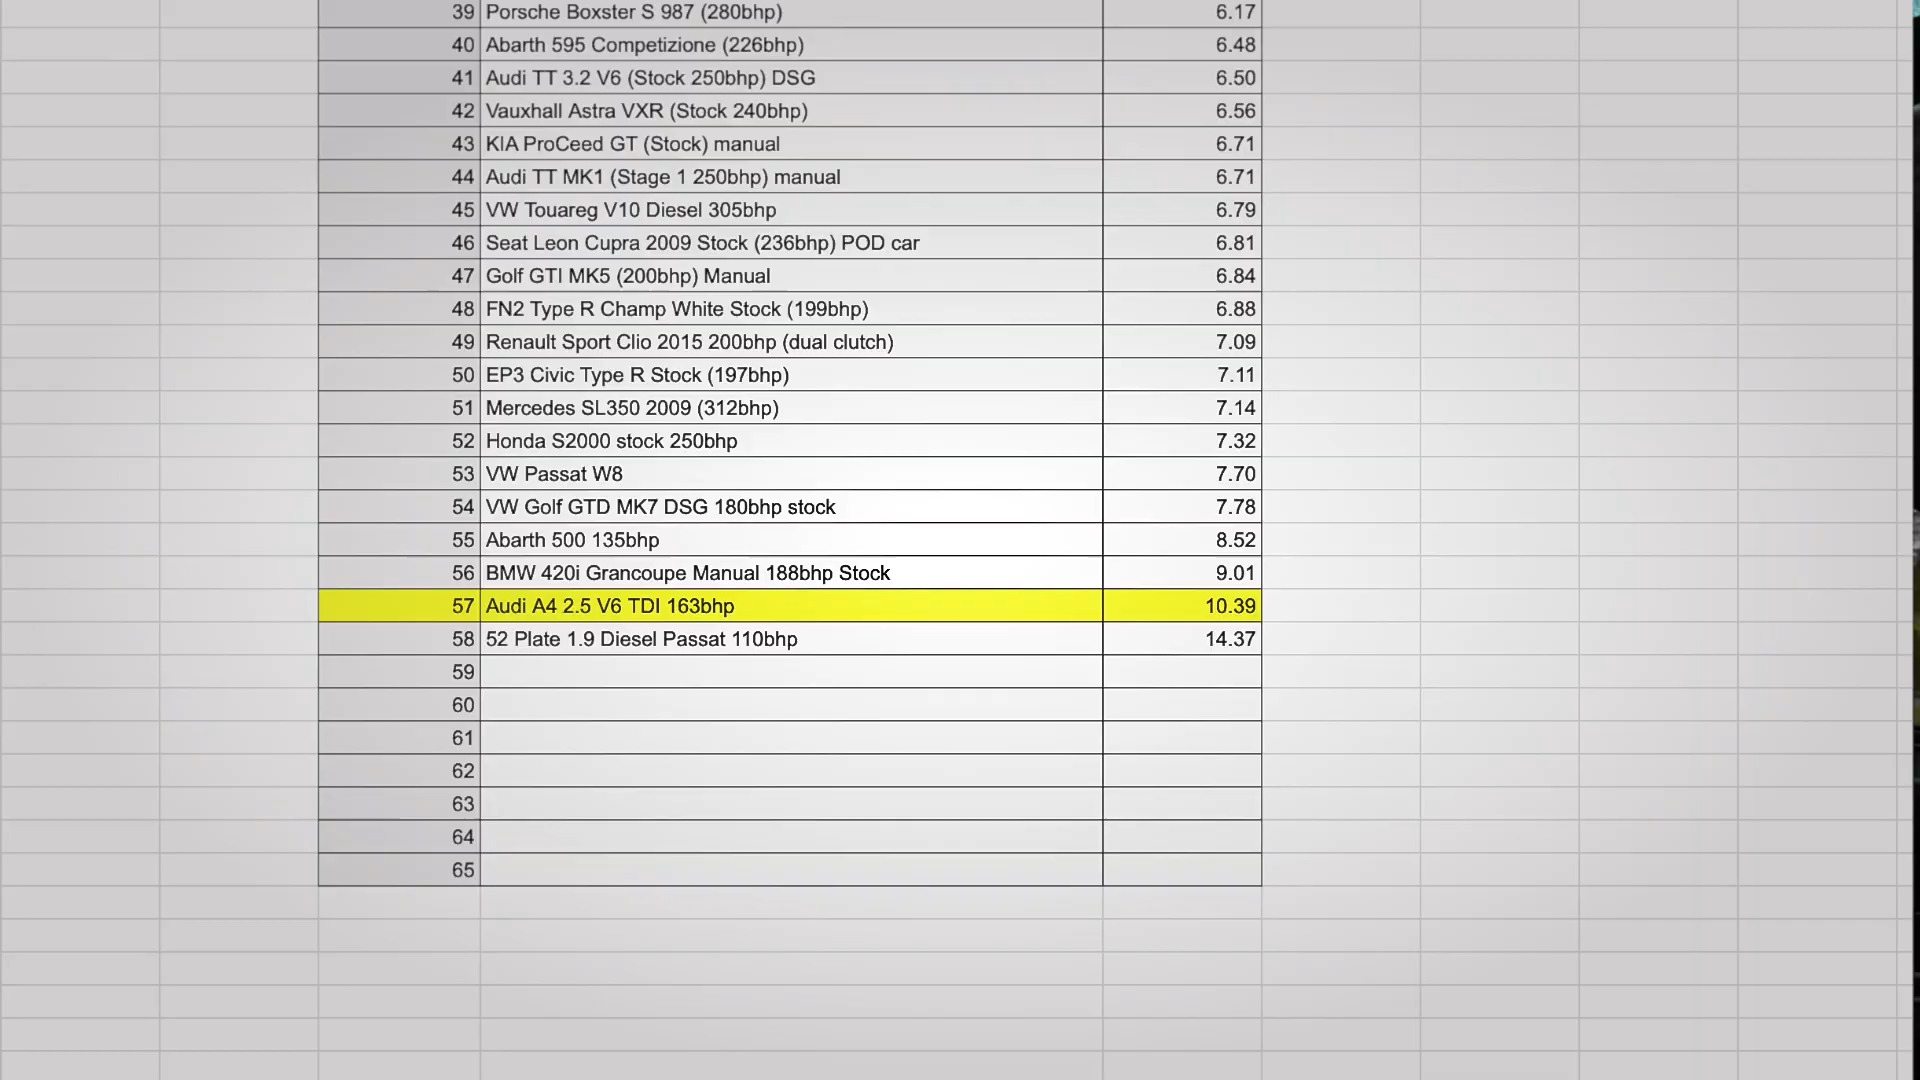 39 Porsche Boxster S 987 (280bhp) 6.17
40 Abarth 595 Competizione (226bhp) 6.48
41 Audi TT 3.2 V6 (Stock 250bhp) DSG 6.50
42 Vauxhall Astra VXR (Stock 240bhp) 6.56
43 KIA ProCeed GT (Stock) manual 6.71
44 Audi TT MK1 (Stage 1 250bhp) manual 6.71
45 VW Touareg V10 Diesel 305bhp 6.79
46 Seat Leon Cupra 2009 Stock (236bhp) POD car 6.81
47 Golf GTI MK5 (200bhp) Manual 6.84
48 FN2 Type R Champ White Stock (199bhp) 6.88
49 Renault Sport Clio 2015 200bhp (dual clutch) 7.09
50 EP3 Civic Type R Stock (197bhp) 7.11
51 Mercedes SL350 2009 (312bhp) 7.14
52 Honda S2000 stock 250bhp 7.32
53 VW Passat W8 7.70
54 VW Golf GTD MK7 DSG 180bhp stock 7.78
55 Abarth 500 135bhp 8.52
56 BMW 420i Grancoupe Manual 188bhp Stock 9.01
57 Audi A4 2.5 V6 TDI 163bhp 10.39
58 52 Plate 1.9 Diesel Passat 110bhp 14.37
59
60
61
62
63
64
65